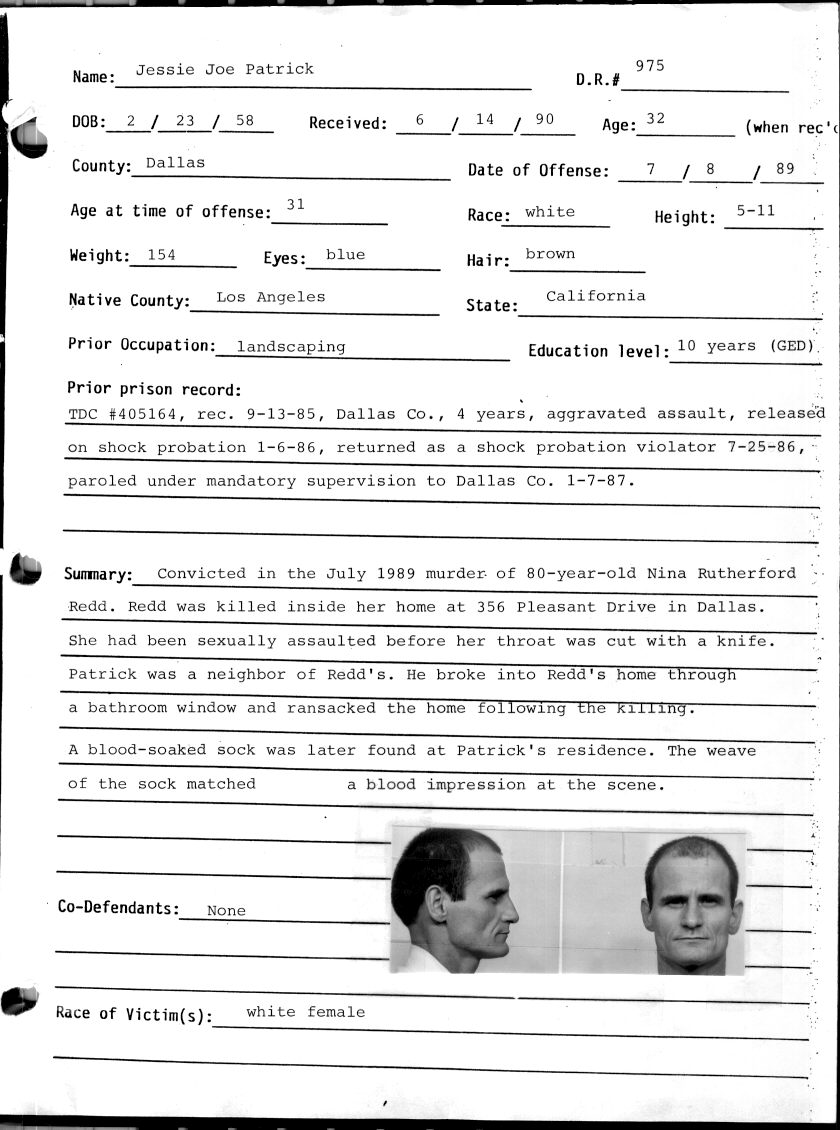 Name: Jessie Joe Patrick D.R.# 975
DOB: 2 / 23 / 58 Received: 6 / 14 / 90 Age: 32 (when rec'd
County: Dallas Date of Offense: 7 / 8 / 89
Age at time of offense: 31 Race: white Height: 5-11
Weight: 154 Eyes: blue Hair: brown
Native County: Los Angeles State: California
Prior Occupation: landscaping Education level: 10 years (GED)
Prior prison record:
TDC #405164, rec. 9-13-85, Dallas Co., 4 years, aggravated assault, released
on shock probation 1-6-86, returned as a shock probation violator 7-25-86,
paroled under mandatory supervision to Dallas Co. 1-7-87.
Summary: Convicted in the July 1989 murder of 80-year-old Nina Rutherford
Redd. Redd was killed inside her home at 356 Pleasant Drive in Dallas.
She had been sexually assaulted before her throat was cut with a knife.
Patrick was a neighbor of Redd's. He broke into Redd's home through
a bathroom window and ransacked the home following the killing.
A blood-soaked sock was later found at Patrick's residence. The weave
of the sock matched a blood impression at the scene.
Co-Defendants: None
Race of Victim(s): white female